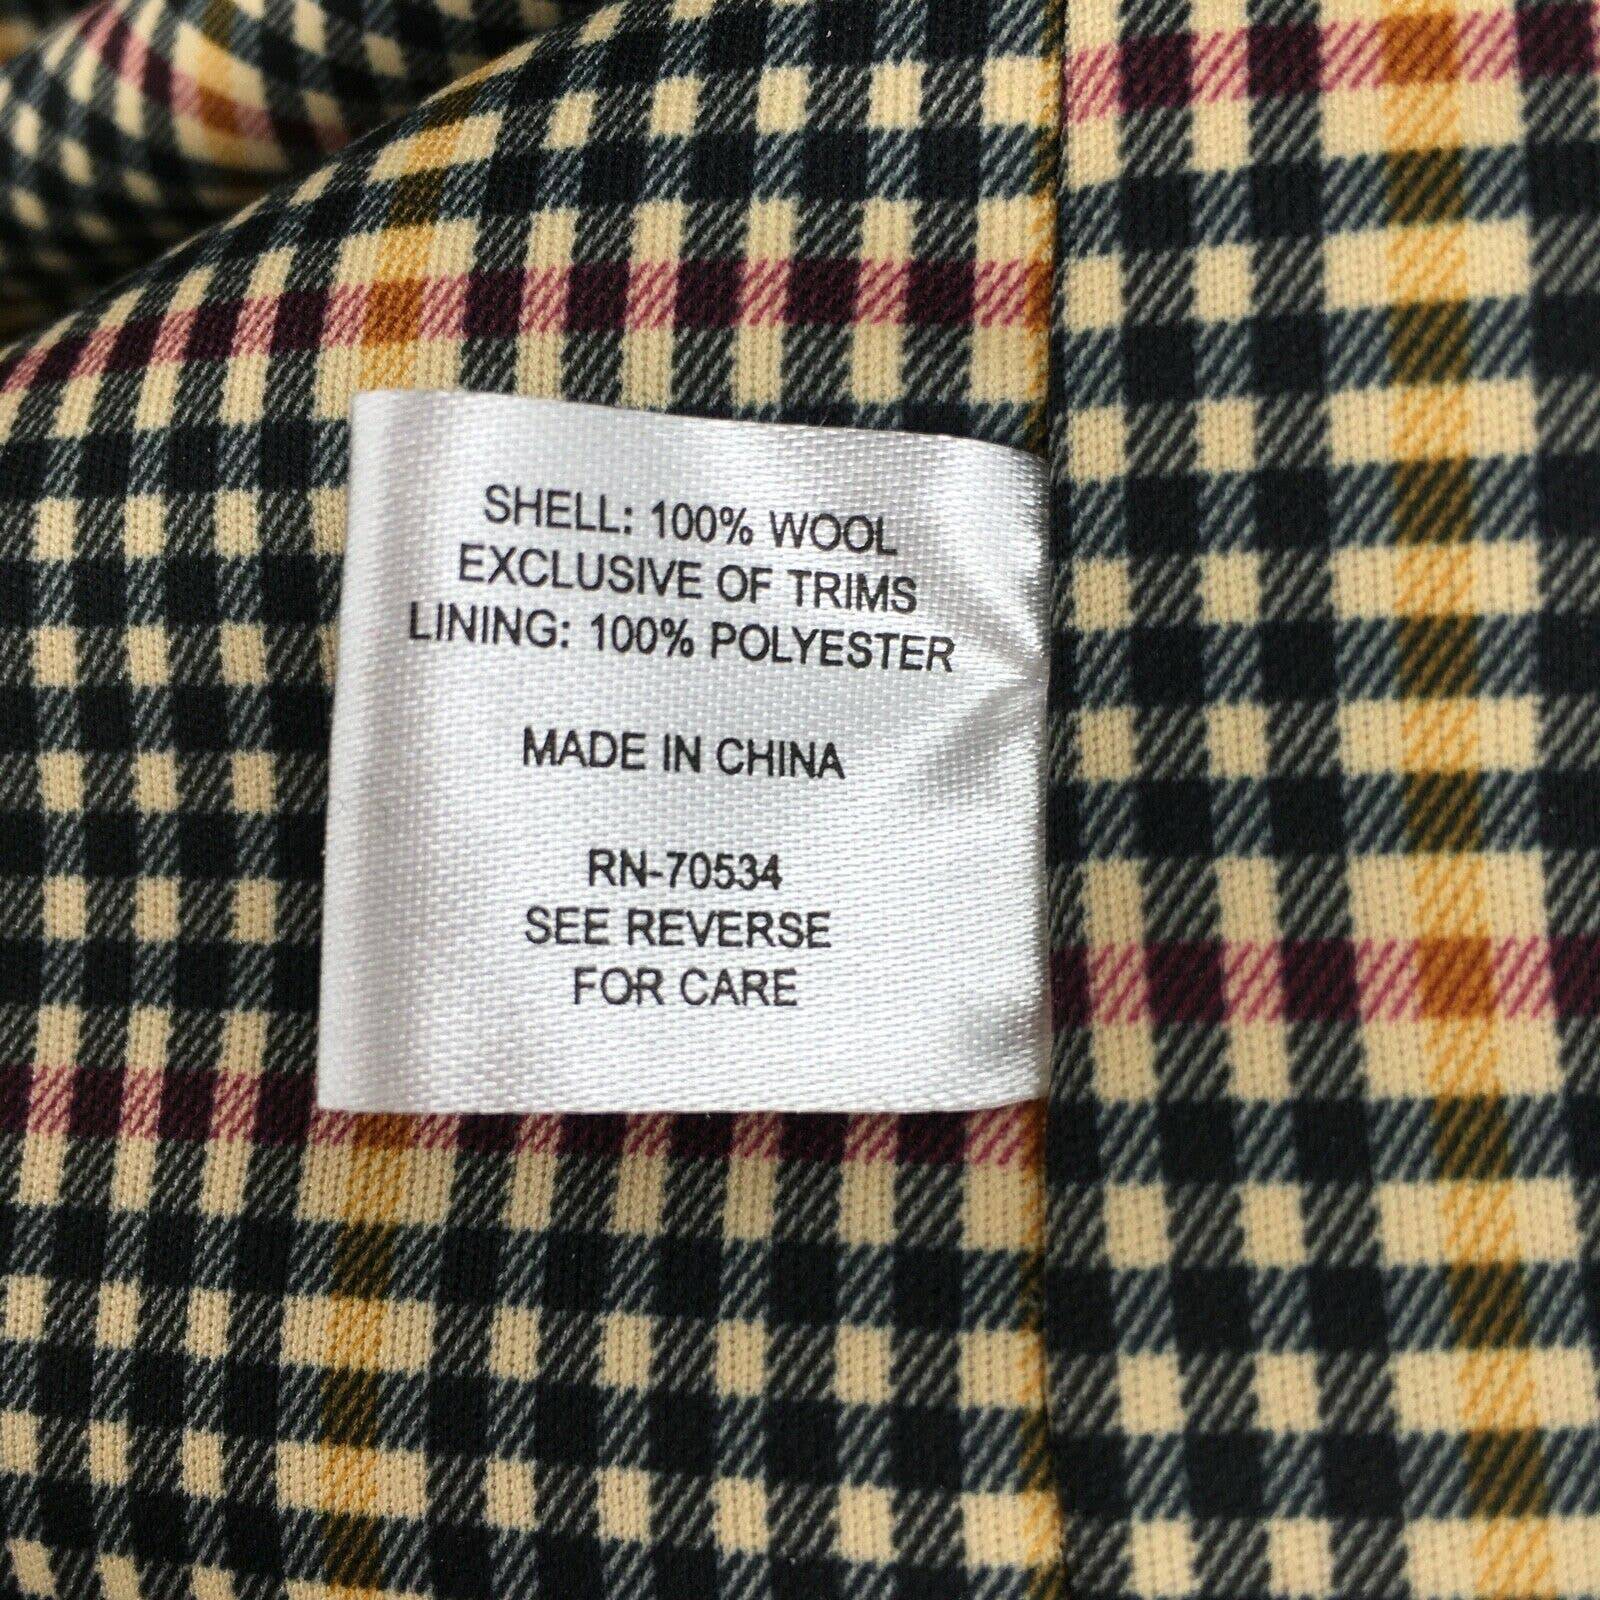 SHELL: 100% WOOL
EXCLUSIVE OF TRIMS
LINING: 100% POLYESTER
MADE IN CHINA
RN-70534
SEE REVERSE
FOR CARE